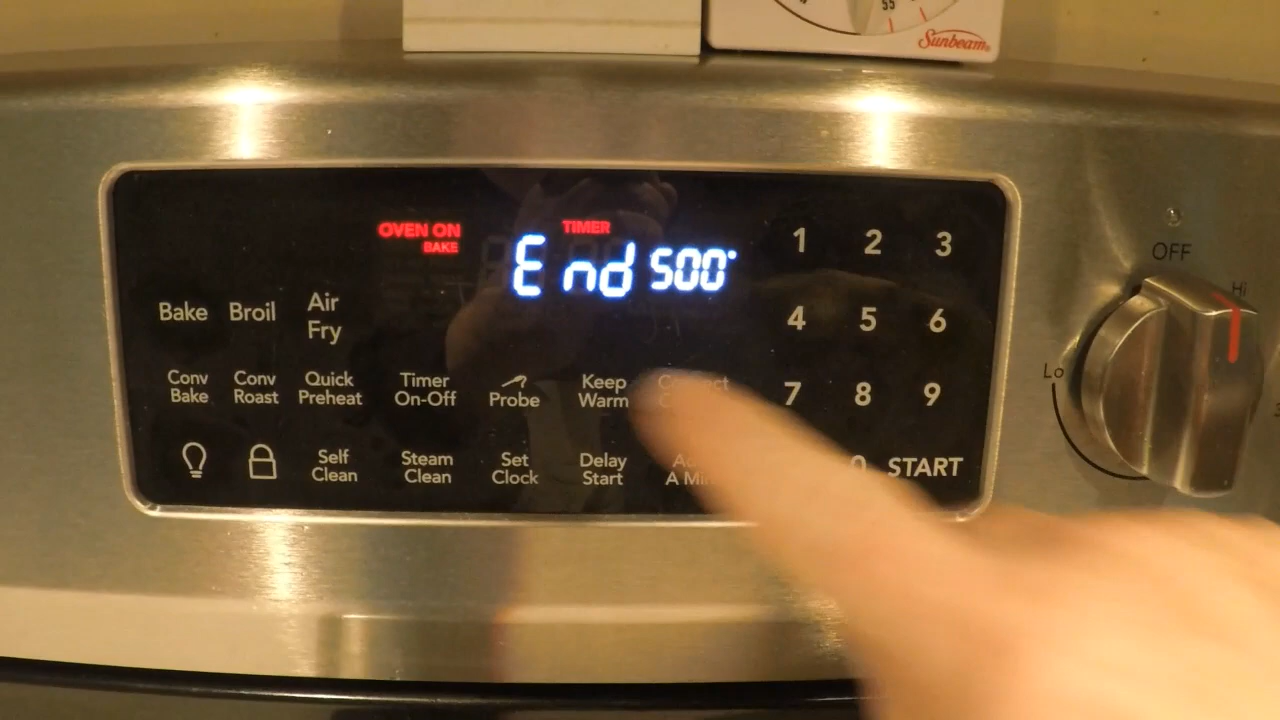 55
Sunbeam
OFF
Hi
Lo
OVEN ON
BAKE
TIMER
End 500°
1 2 3
4 5 6
7 8 9
0 START
Bake Broil Air
Fry
Conv
Bake
Conv
Roast
Quick
Preheat
Timer
On-Off
Probe
Keep
Warm
Self
Clean
Steam
Clean
Set
Clock
Delay
Start
A Min